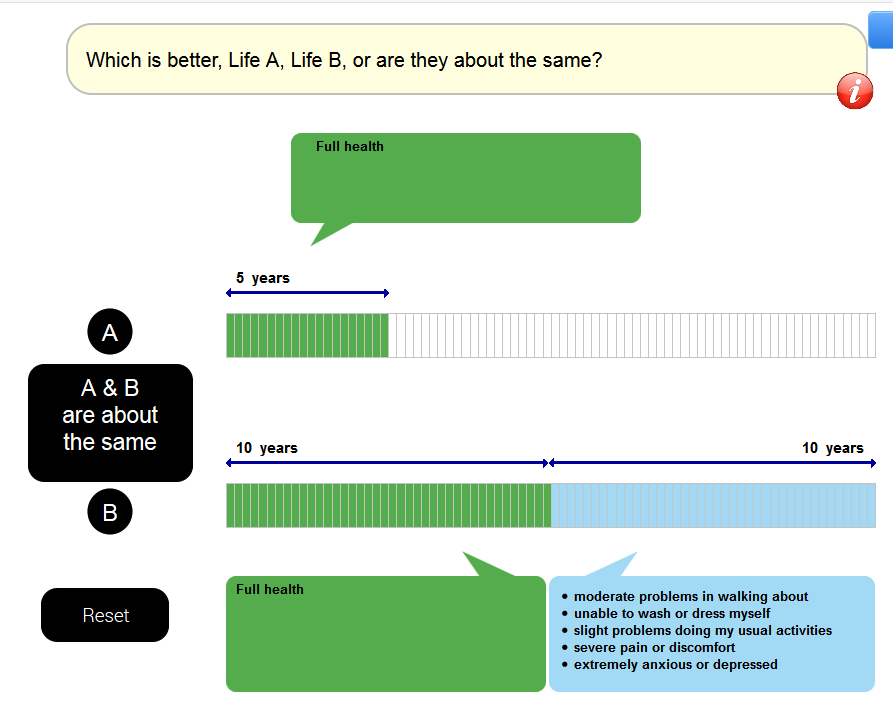 Which is better, Life A, Life B, or are they about the same?
i
Full health
5 years
A
A & B
are about
the same
10 years
10 years
B
Full health
• moderate problems in walking about
• unable to wash or dress myself
• slight problems doing my usual activities
• severe pain or discomfort
• extremely anxious or depressed
Reset